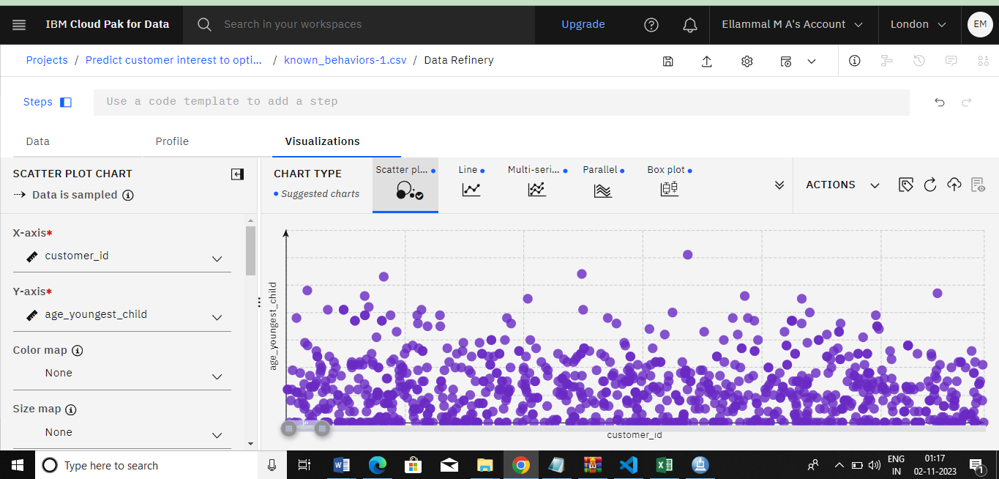 IBM Cloud Pak for Data
Search in your workspaces
Upgrade
Ellammal M A's Account
London
EM
Projects / Predict customer interest to opti... / known_behaviors-1.csv / Data Refinery
Steps
Use a code template to add a step
Data
Profile
Visualizations
SCATTER PLOT CHART
Data is sampled
X-axis*
customer_id
Y-axis*
age_youngest_child
Color map
None
Size map
None
CHART TYPE
Suggested charts
Scatter pl...
Line
Multi-seri...
Parallel
Box plot
ACTIONS
age_youngest_child
customer_id
Type here to search
ENG
IN
01:17
02-11-2023
1